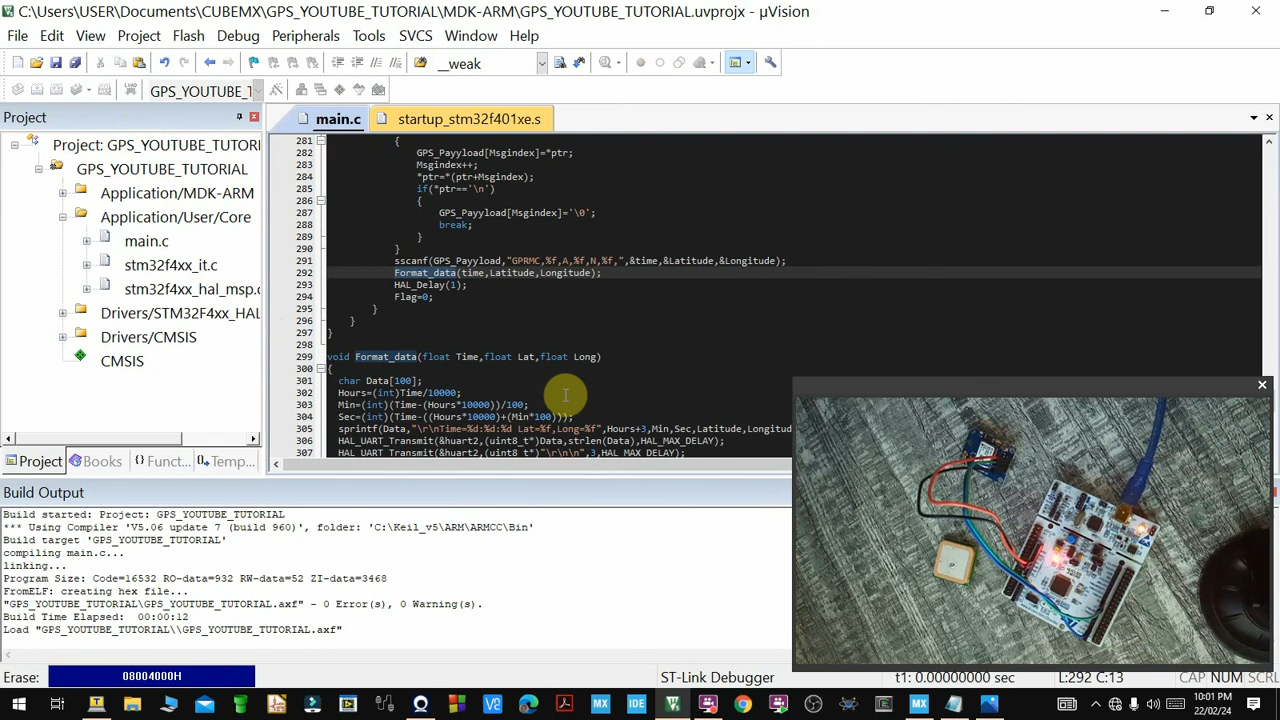 C:\Users\USER\Documents\CUBEMX\GPS_YOUTUBE_TUTORIAL\MDK-ARM\GPS_YOUTUBE_TUTORIAL.uvprojx - µVision
File Edit View Project Flash Debug Peripherals Tools SVCS Window Help
__weak
GPS_YOUTUBE_T
Project
main.c startup_stm32f401xe.s
Project: GPS_YOUTUBE_TUTORI
GPS_YOUTUBE_TUTORIAL
Application/MDK-ARM
Application/User/Core
main.c
stm32f4xx_it.c
stm32f4xx_hal_msp.c
Drivers/STM32F4xx_HAL
Drivers/CMSIS
CMSIS
281 {
282 GPS_Payyload[Msgindex]=*ptr;
283 Msgindex++;
284 *ptr=*(ptr+Msgindex);
285 if(*ptr=='\n')
286 {
287 GPS_Payyload[Msgindex]='\0';
288 break;
289 }
290 }
291 sscanf(GPS_Payyload,"GPRMC,%f,A,%f,N,%f,",&time,&Latitude,&Longitude);
292 Format_data(time,Latitude,Longitude);
293 HAL_Delay(1);
294 Flag=0;
295 }
296 }
297 }
298
299 void Format_data(float Time,float Lat,float Long)
300 {
301 char Data[100];
302 Hours=(int)Time/10000;
303 Min=(int)(Time-(Hours*10000))/100;
304 Sec=(int)(Time-((Hours*10000)+(Min*100)));
305 sprintf(Data,"\r\nTime=%d:%d:%d Lat=%f,Long=%f",Hours+3,Min,Sec,Latitude,Longitud
306 HAL_UART_Transmit(&huart2,(uint8_t*)Data,strlen(Data),HAL_MAX_DELAY);
307 HAL_UART_Transmit(&huart2,(uint8_t*)"\r\n\n",3,HAL_MAX_DELAY);
Project Books {} Funct... Temp...
Build Output
Build started: Project: GPS_YOUTUBE_TUTORIAL
*** Using Compiler 'V5.06 update 7 (build 960)', folder: 'C:\Keil_v5\ARM\ARMCC\Bin'
Build target 'GPS_YOUTUBE_TUTORIAL'
compiling main.c...
linking...
Program Size: Code=16532 RO-data=932 RW-data=52 ZI-data=3468
FromELF: creating hex file...
"GPS_YOUTUBE_TUTORIAL\GPS_YOUTUBE_TUTORIAL.axf" - 0 Error(s), 0 Warning(s).
Build Time Elapsed: 00:00:12
Load "GPS_YOUTUBE_TUTORIAL\\GPS_YOUTUBE_TUTORIAL.axf"
Erase: 08004000H ST-Link Debugger t1: 0.00000000 sec L:292 C:13 CAP NUM
MX IDE MX
10:01 PM
22/02/24